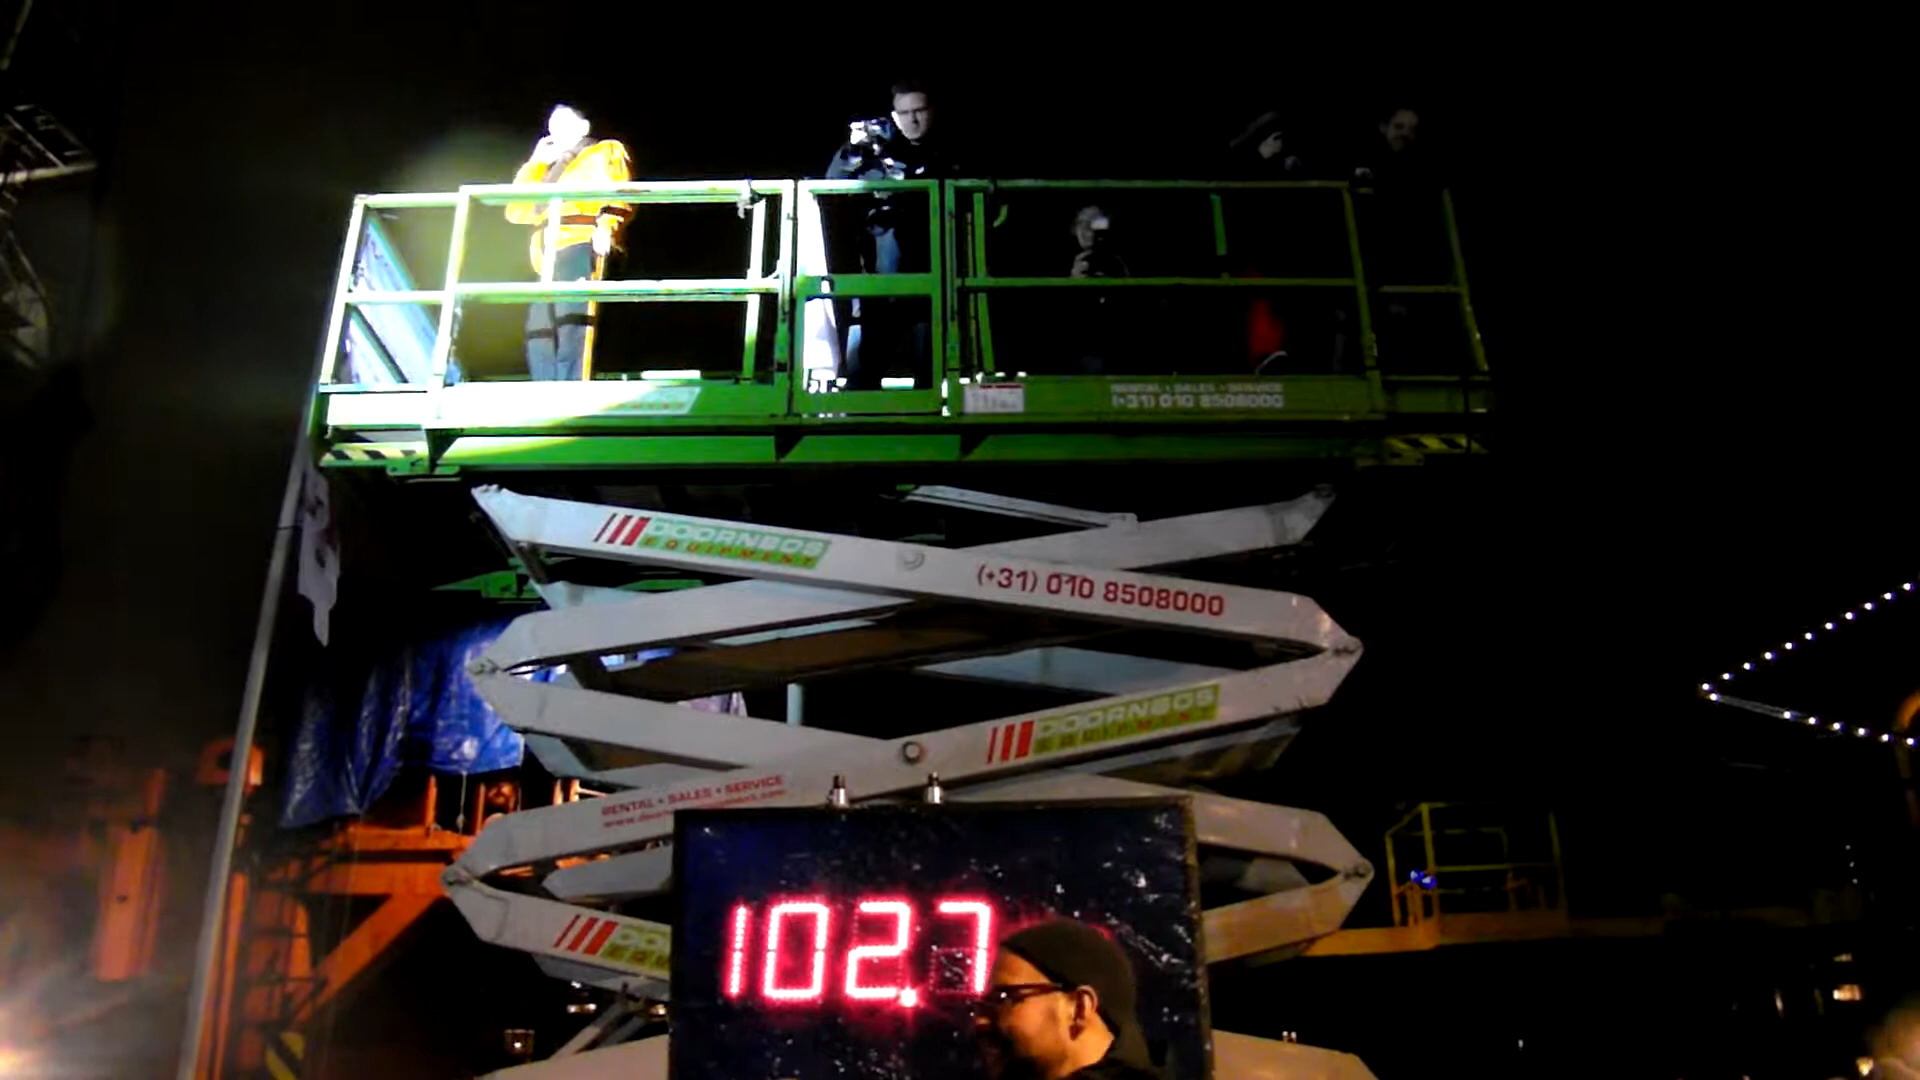 RENTAL • SALES • SERVICE
(+31) 010 8508000
DOORNBOS
EQUIPMENT
(+31) 010 8508000
DOORNBOS
EQUIPMENT
RENTAL • SALES • SERVICE
102.7